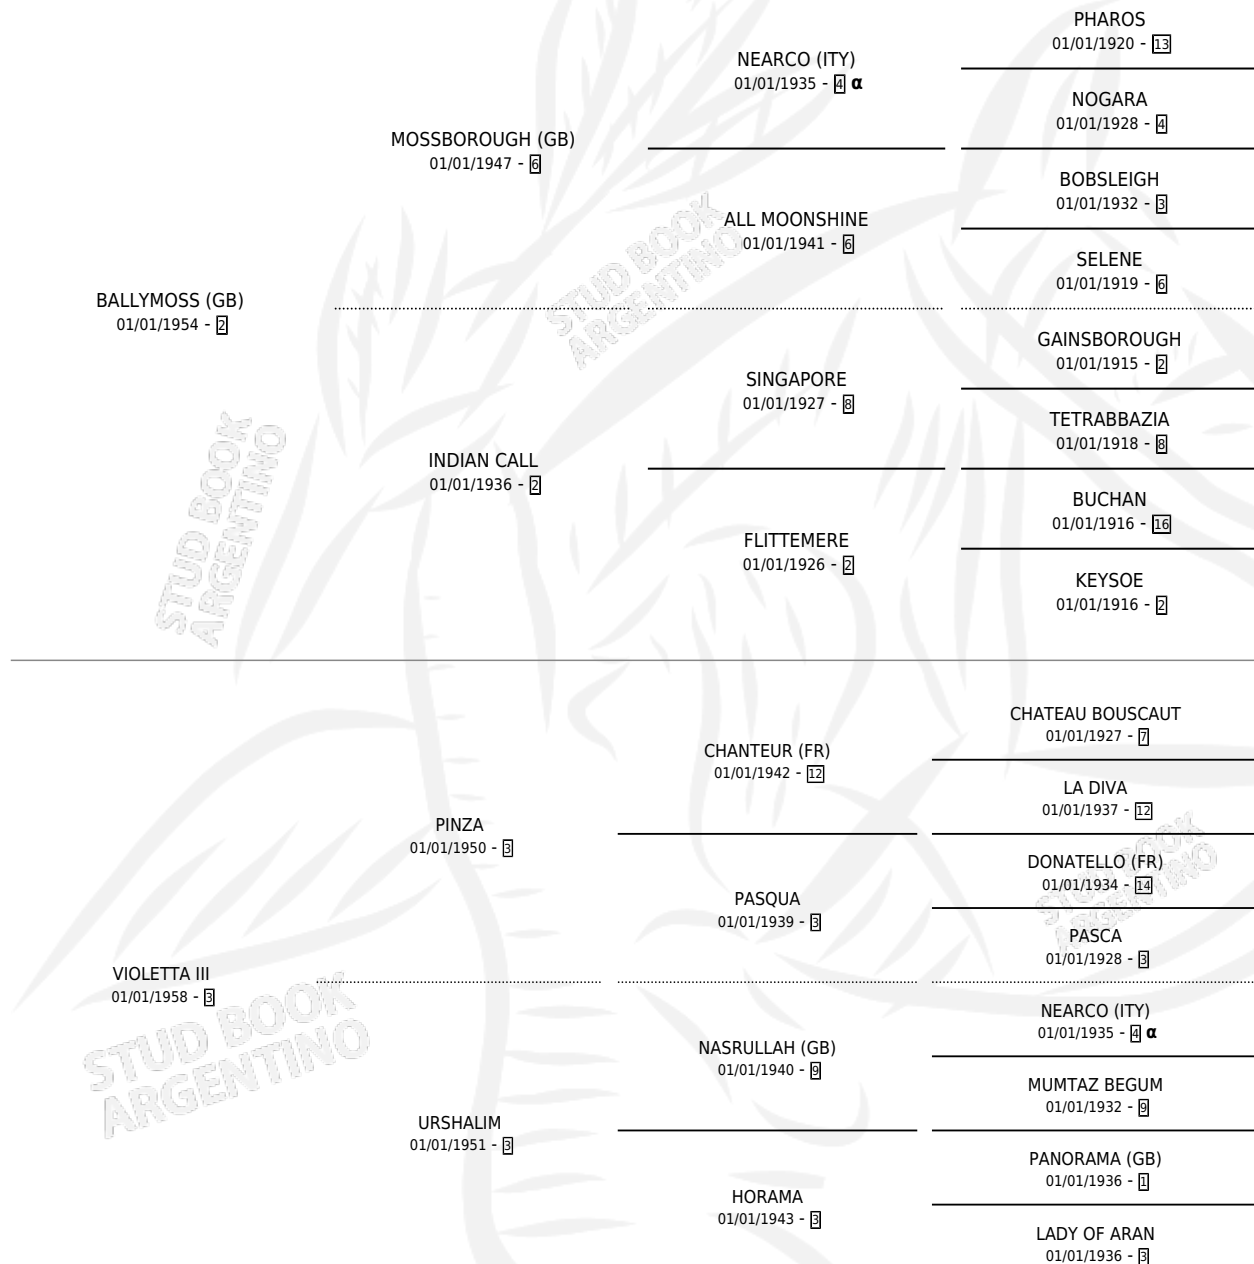 PHAROS
01/01/1920 - 13
NEARCO (ITY)
01/01/1935 - 4 α
NOGARA
01/01/1928 - 4
MOSSBOROUGH (GB)
01/01/1947 - 6
BOBSLEIGH
01/01/1932 - 3
ALL MOONSHINE
01/01/1941 - 6
SELENE
01/01/1919 - 6
STUD BOOK
ARGENTINO
BALLYMOSS (GB)
01/01/1954 - 2
GAINSBOROUGH
01/01/1915 - 2
SINGAPORE
01/01/1927 - 8
TETRABBAZIA
01/01/1918 - 8
INDIAN CALL
01/01/1936 - 2
BUCHAN
01/01/1916 - 16
FLITTEMERE
01/01/1926 - 2
KEYSOE
01/01/1916 - 2
STUD BOOK
ARGENTINO
CHATEAU BOUSCAUT
01/01/1927 - 7
CHANTEUR (FR)
01/01/1942 - 12
LA DIVA
01/01/1937 - 12
PINZA
01/01/1950 - 3
DONATELLO (FR)
01/01/1934 - 14
PASQUA
01/01/1939 - 3
PASCA
01/01/1928 - 3
STUD BOOK
ARGENTINO
VIOLETTA III
01/01/1958 - 3
NEARCO (ITY)
01/01/1935 - 4 α
NASRULLAH (GB)
01/01/1940 - 9
MUMTAZ BEGUM
01/01/1932 - 9
STUD BOOK
ARGENTINO
URSHALIM
01/01/1951 - 3
PANORAMA (GB)
01/01/1936 - 1
HORAMA
01/01/1943 - 3
LADY OF ARAN
01/01/1936 - 3